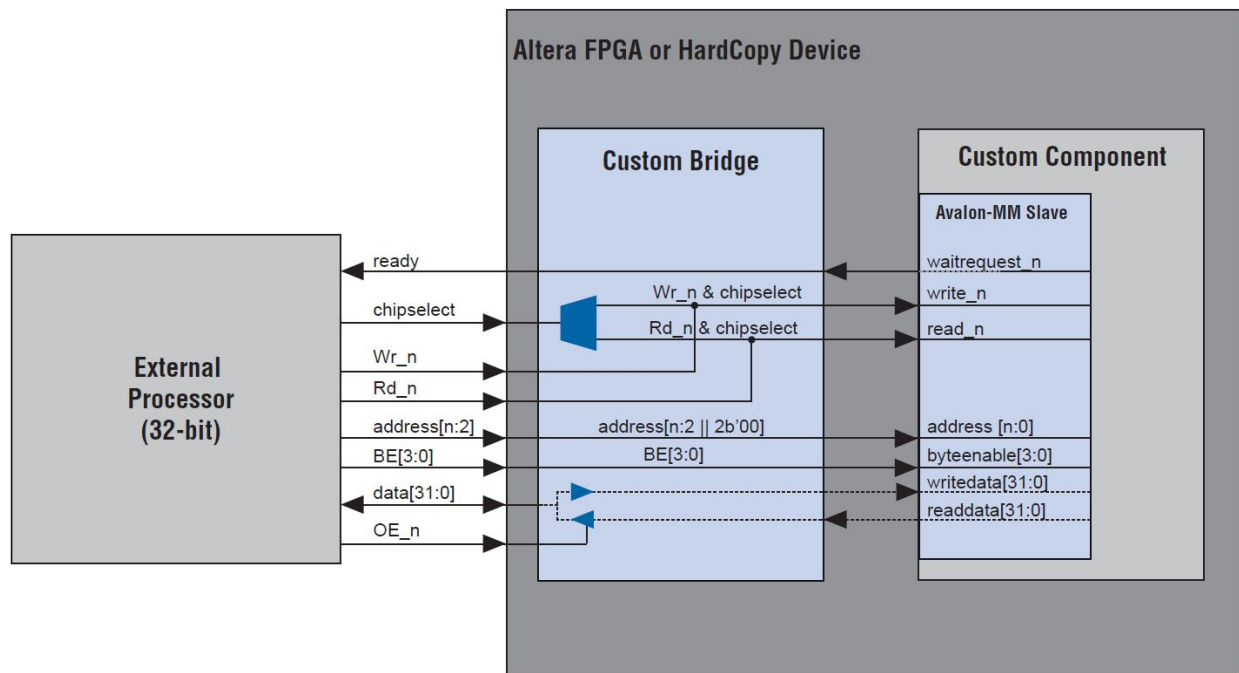 Altera FPGA or HardCopy Device
Custom Bridge
Custom Component
Avalon-MM Slave
External
Processor
(32-bit)
ready
waitrequest_n
chipselect
Wr_n & chipselect
write_n
Rd_n & chipselect
read_n
Wr_n
Rd_n
address[n:2]
address[n:2 || 2b'00]
address [n:0]
BE[3:0]
BE[3:0]
byteenable[3:0]
data[31:0]
writedata[31:0]
readdata[31:0]
OE_n